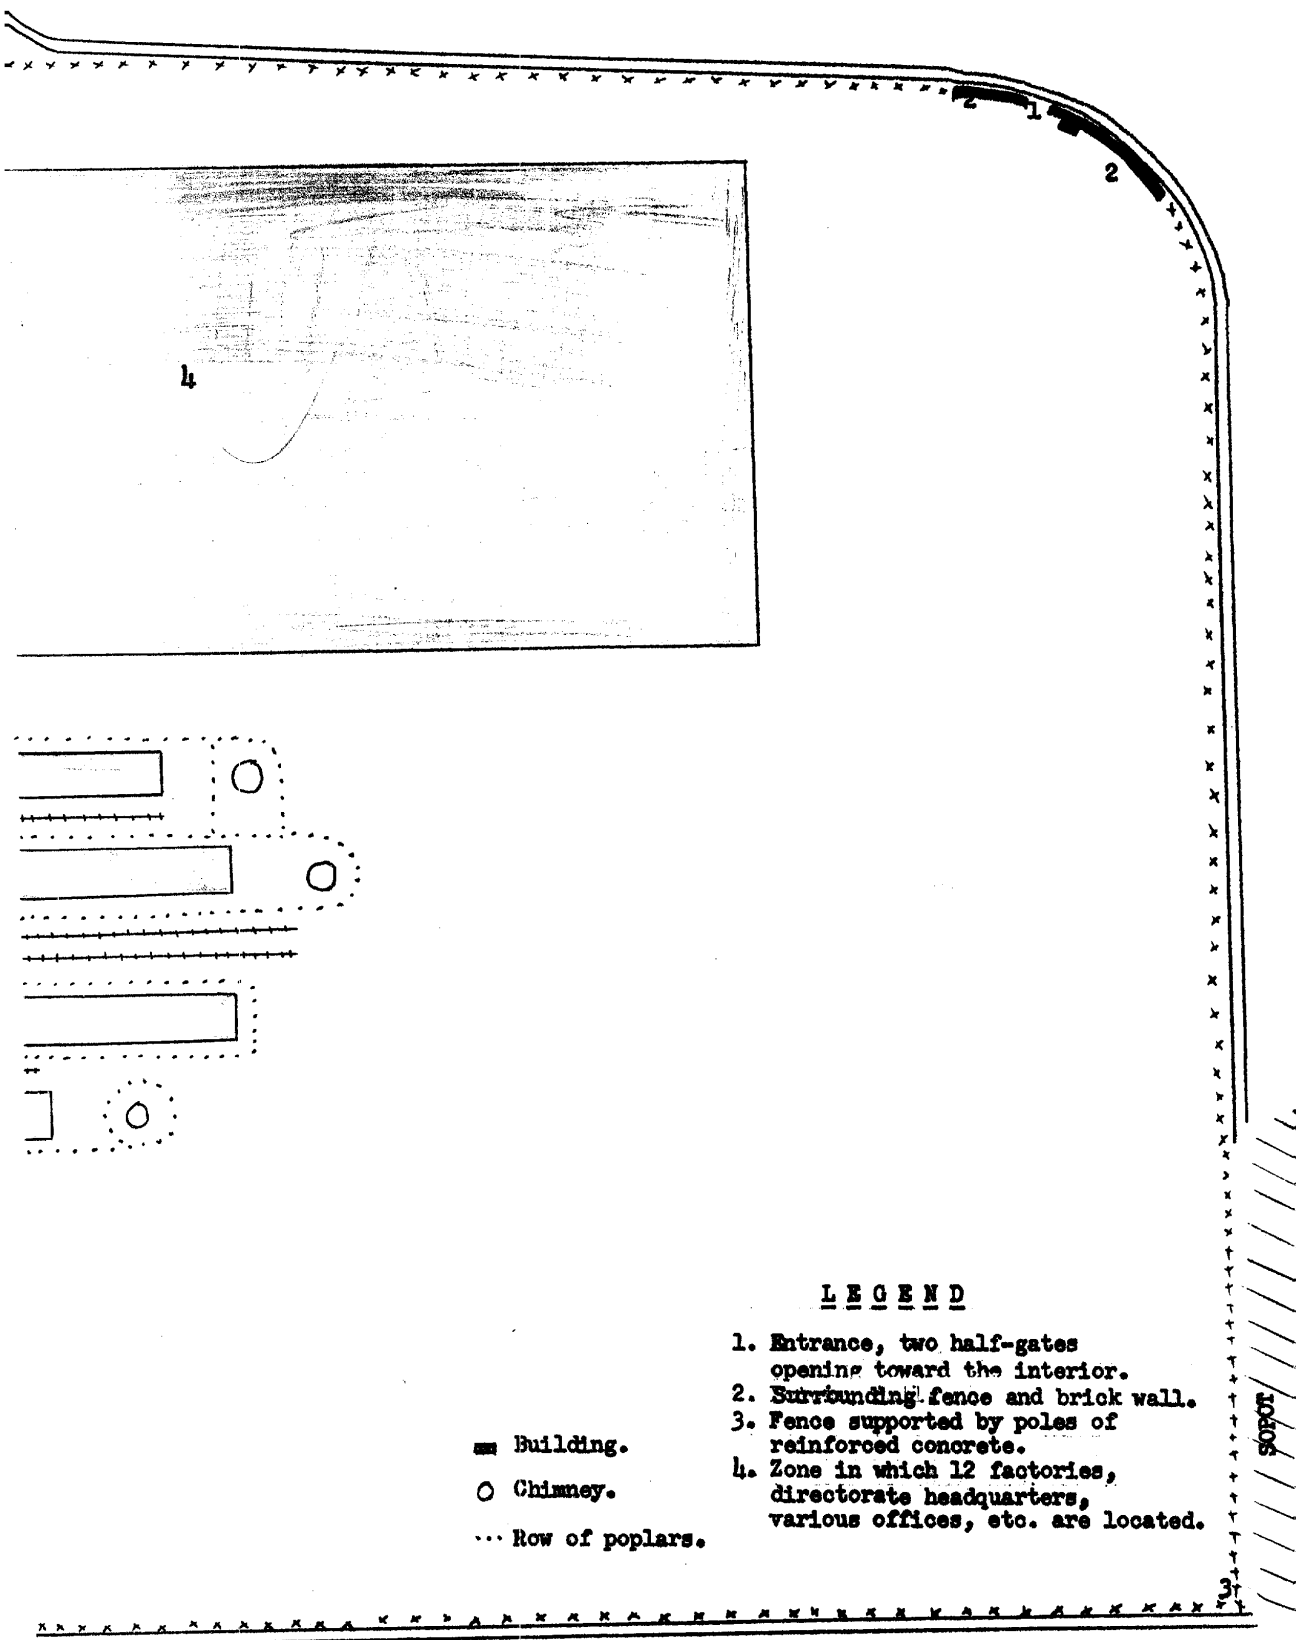 2
1
2
4
LEGEND
1. Entrance, two half-gates
opening toward the interior.
2. Surrounding fence and brick wall.
3. Fence supported by poles of
reinforced concrete.
4. Zone in which 12 factories,
directorate headquarters,
various offices, etc. are located.
Building.
Chimney.
Row of poplars.
SOPOT
3